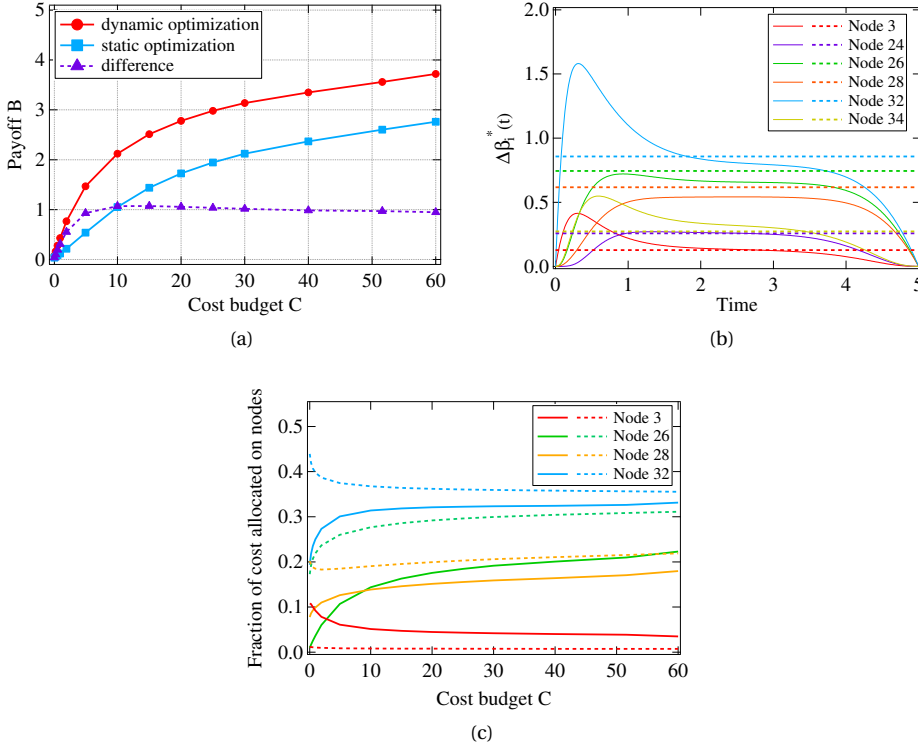 5
4
3
2
1
0
Payoff B
dynamic optimization
static optimization
difference
0 10 20 30 40 50 60
Cost budget C
(a)
2.0
1.5
1.0
0.5
0.0
Δβi*(t)
Node 3
Node 24
Node 26
Node 28
Node 32
Node 34
0 1 2 3 4 5
Time
(b)
0.5
0.4
0.3
0.2
0.1
0.0
Fraction of cost allocated on nodes
Node 3
Node 26
Node 28
Node 32
0 10 20 30 40 50 60
Cost budget C
(c)